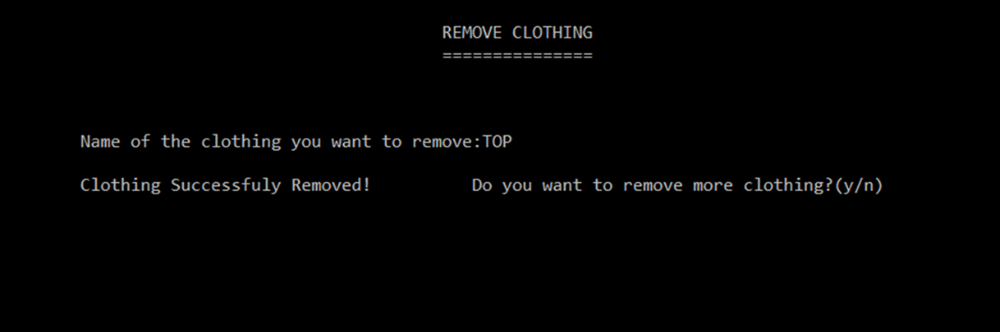 REMOVE CLOTHING
===============
Name of the clothing you want to remove:TOP
Clothing Successfuly Removed! Do you want to remove more clothing?(y/n)